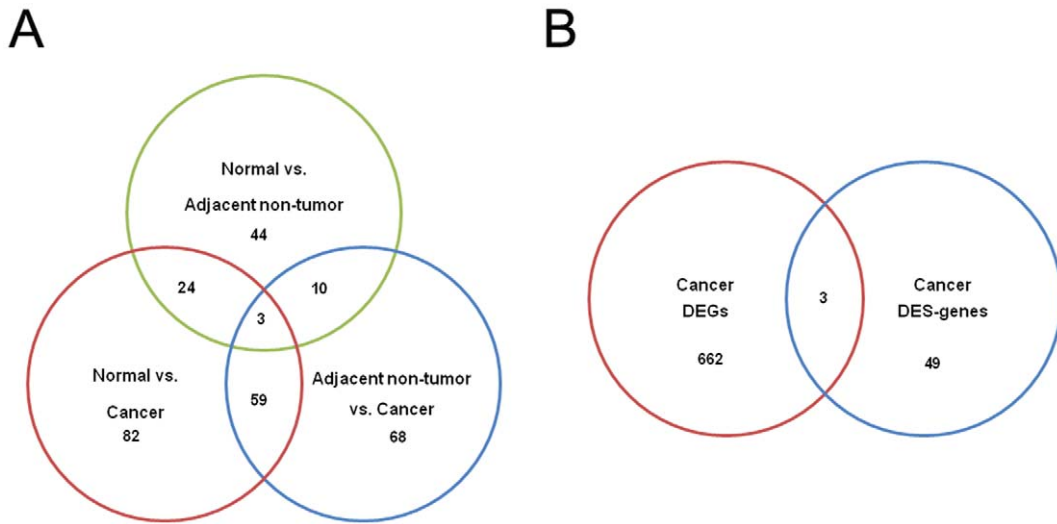 A
B
Normal vs.
Adjacent non-tumor
44
24
10
3
Normal vs.
Cancer
82
59
Adjacent non-tumor
vs. Cancer
68
Cancer
DEGs
662
3
Cancer
DES-genes
49